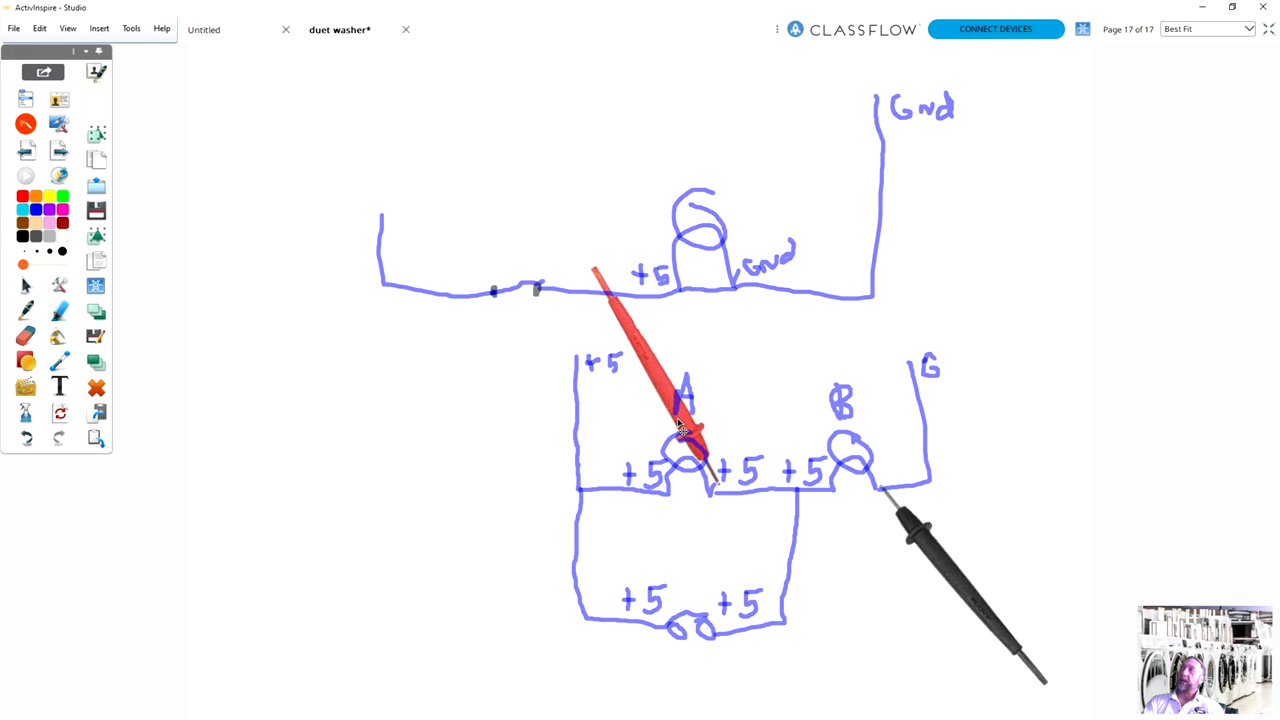 ActivInspire - Studio
File Edit View Insert Tools Help
Untitled
duet washer*
CLASSFLOW
CONNECT DEVICES
Page 17 of 17
Best Fit
Gnd
+5 Gnd
+5 A B G
+5 +5 +5
+5 +5